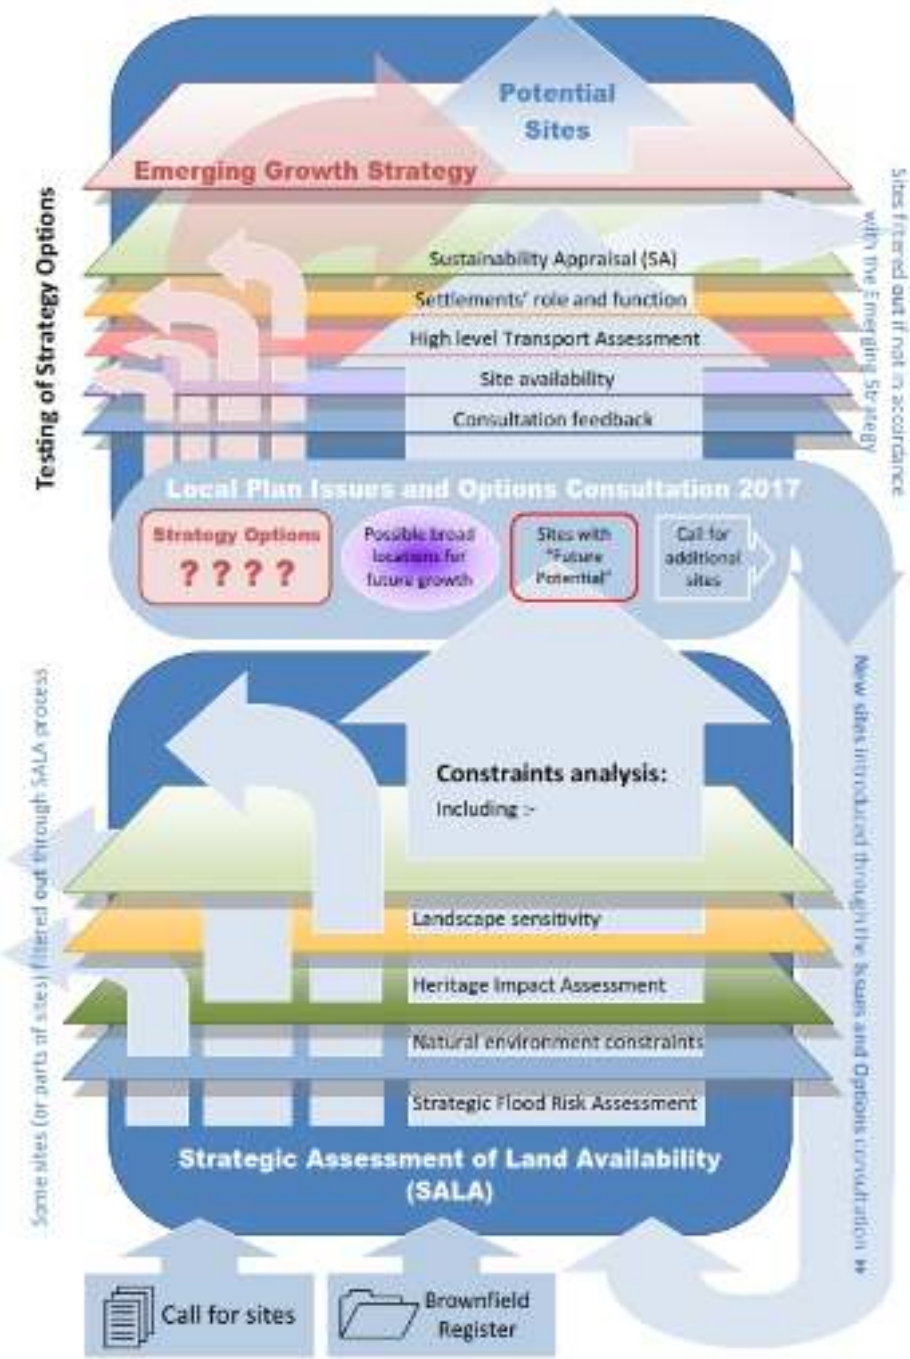 Potential
Sites
Emerging Growth Strategy
Testing of Strategy Options
Sites filtered out if not in accordance
with the Emerging Strategy
Sustainability Appraisal (SA)
Settlements' role and function
High level Transport Assessment
Site availability
Consultation feedback
Local Plan Issues and Options Consultation 2017
Strategy Options
? ? ? ?
Possible broad
locations for
future growth
Sites with
"Future
Potential"
Call for
additional
sites
Some sites (or parts of sites) filtered out through SALA process
New sites introduced through the Issues and Options consultation »
Constraints analysis:
Including :-
Landscape sensitivity
Heritage Impact Assessment
Natural environment constraints
Strategic Flood Risk Assessment
Strategic Assessment of Land Availability
(SALA)
Call for sites
Brownfield
Register